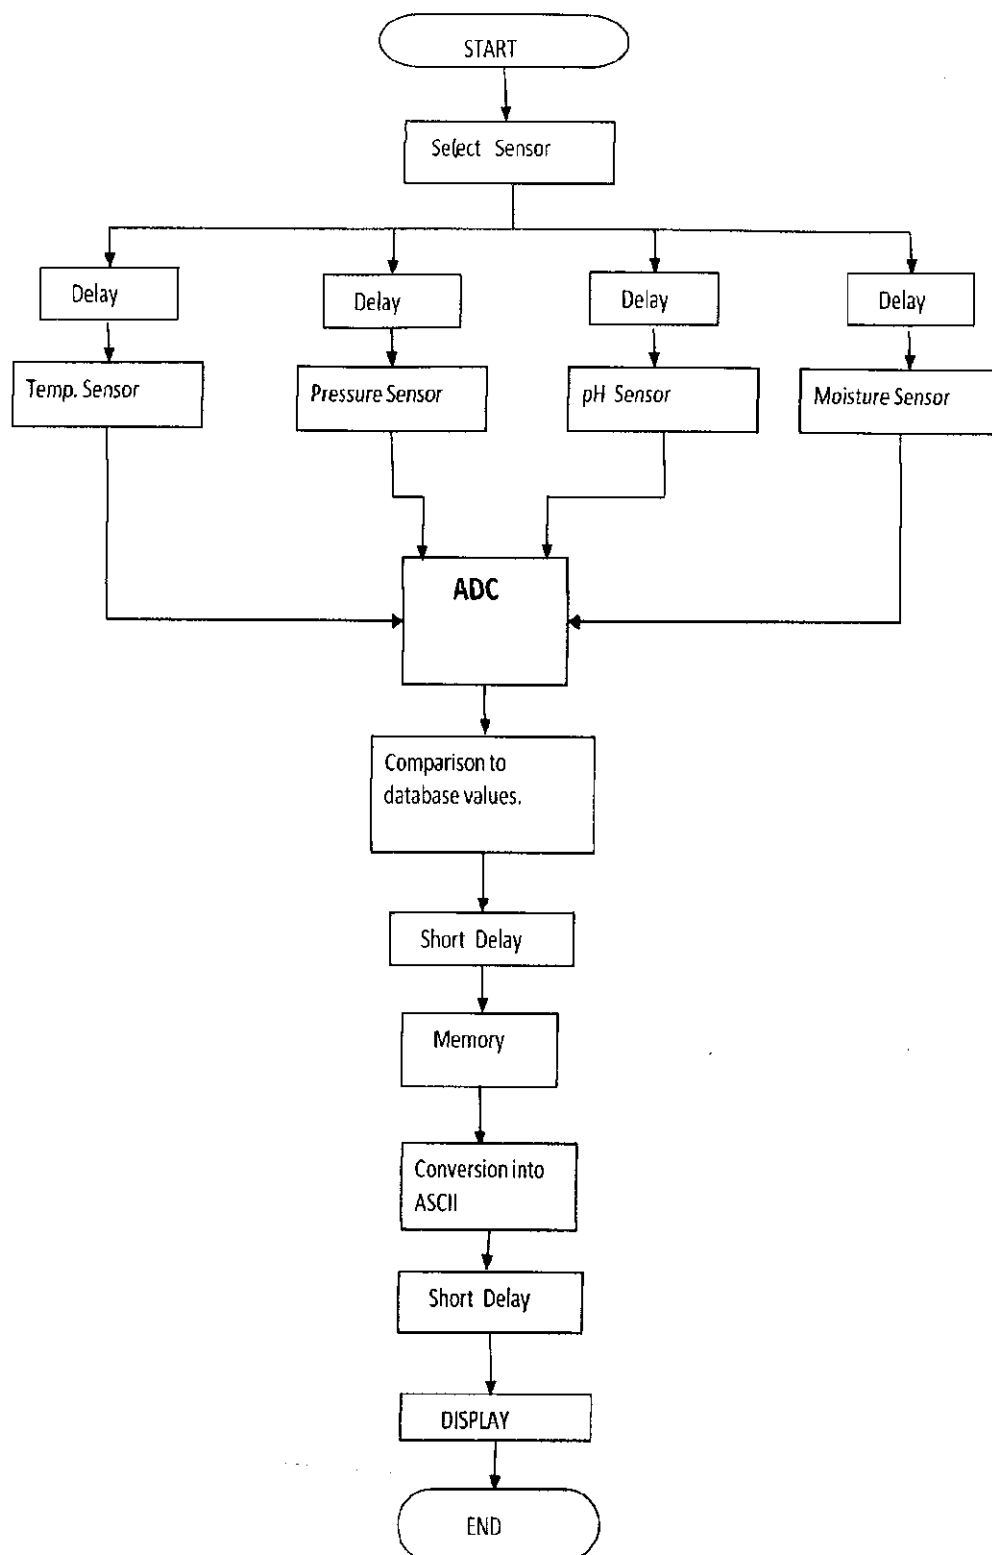 START
Select Sensor
Delay
Delay
Delay
Delay
Temp. Sensor
Pressure Sensor
pH Sensor
Moisture Sensor
ADC
Comparison to
database values.
Short Delay
Memory
Conversion into
ASCII
Short Delay
DISPLAY
END